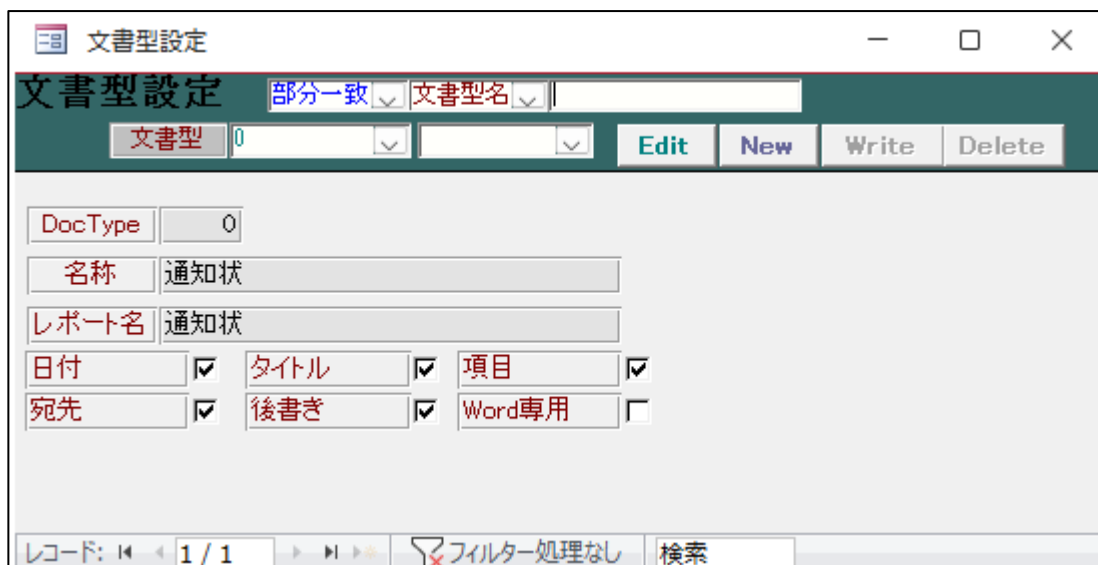 文書型設定
文書型設定 部分一致 文書型名
文書型 0 Edit New Write Delete
DocType 0
名称 通知状
レポート名 通知状
日付 タイトル 項目
宛先 後書き Word専用
レコード: 1 / 1 フィルター処理なし 検索